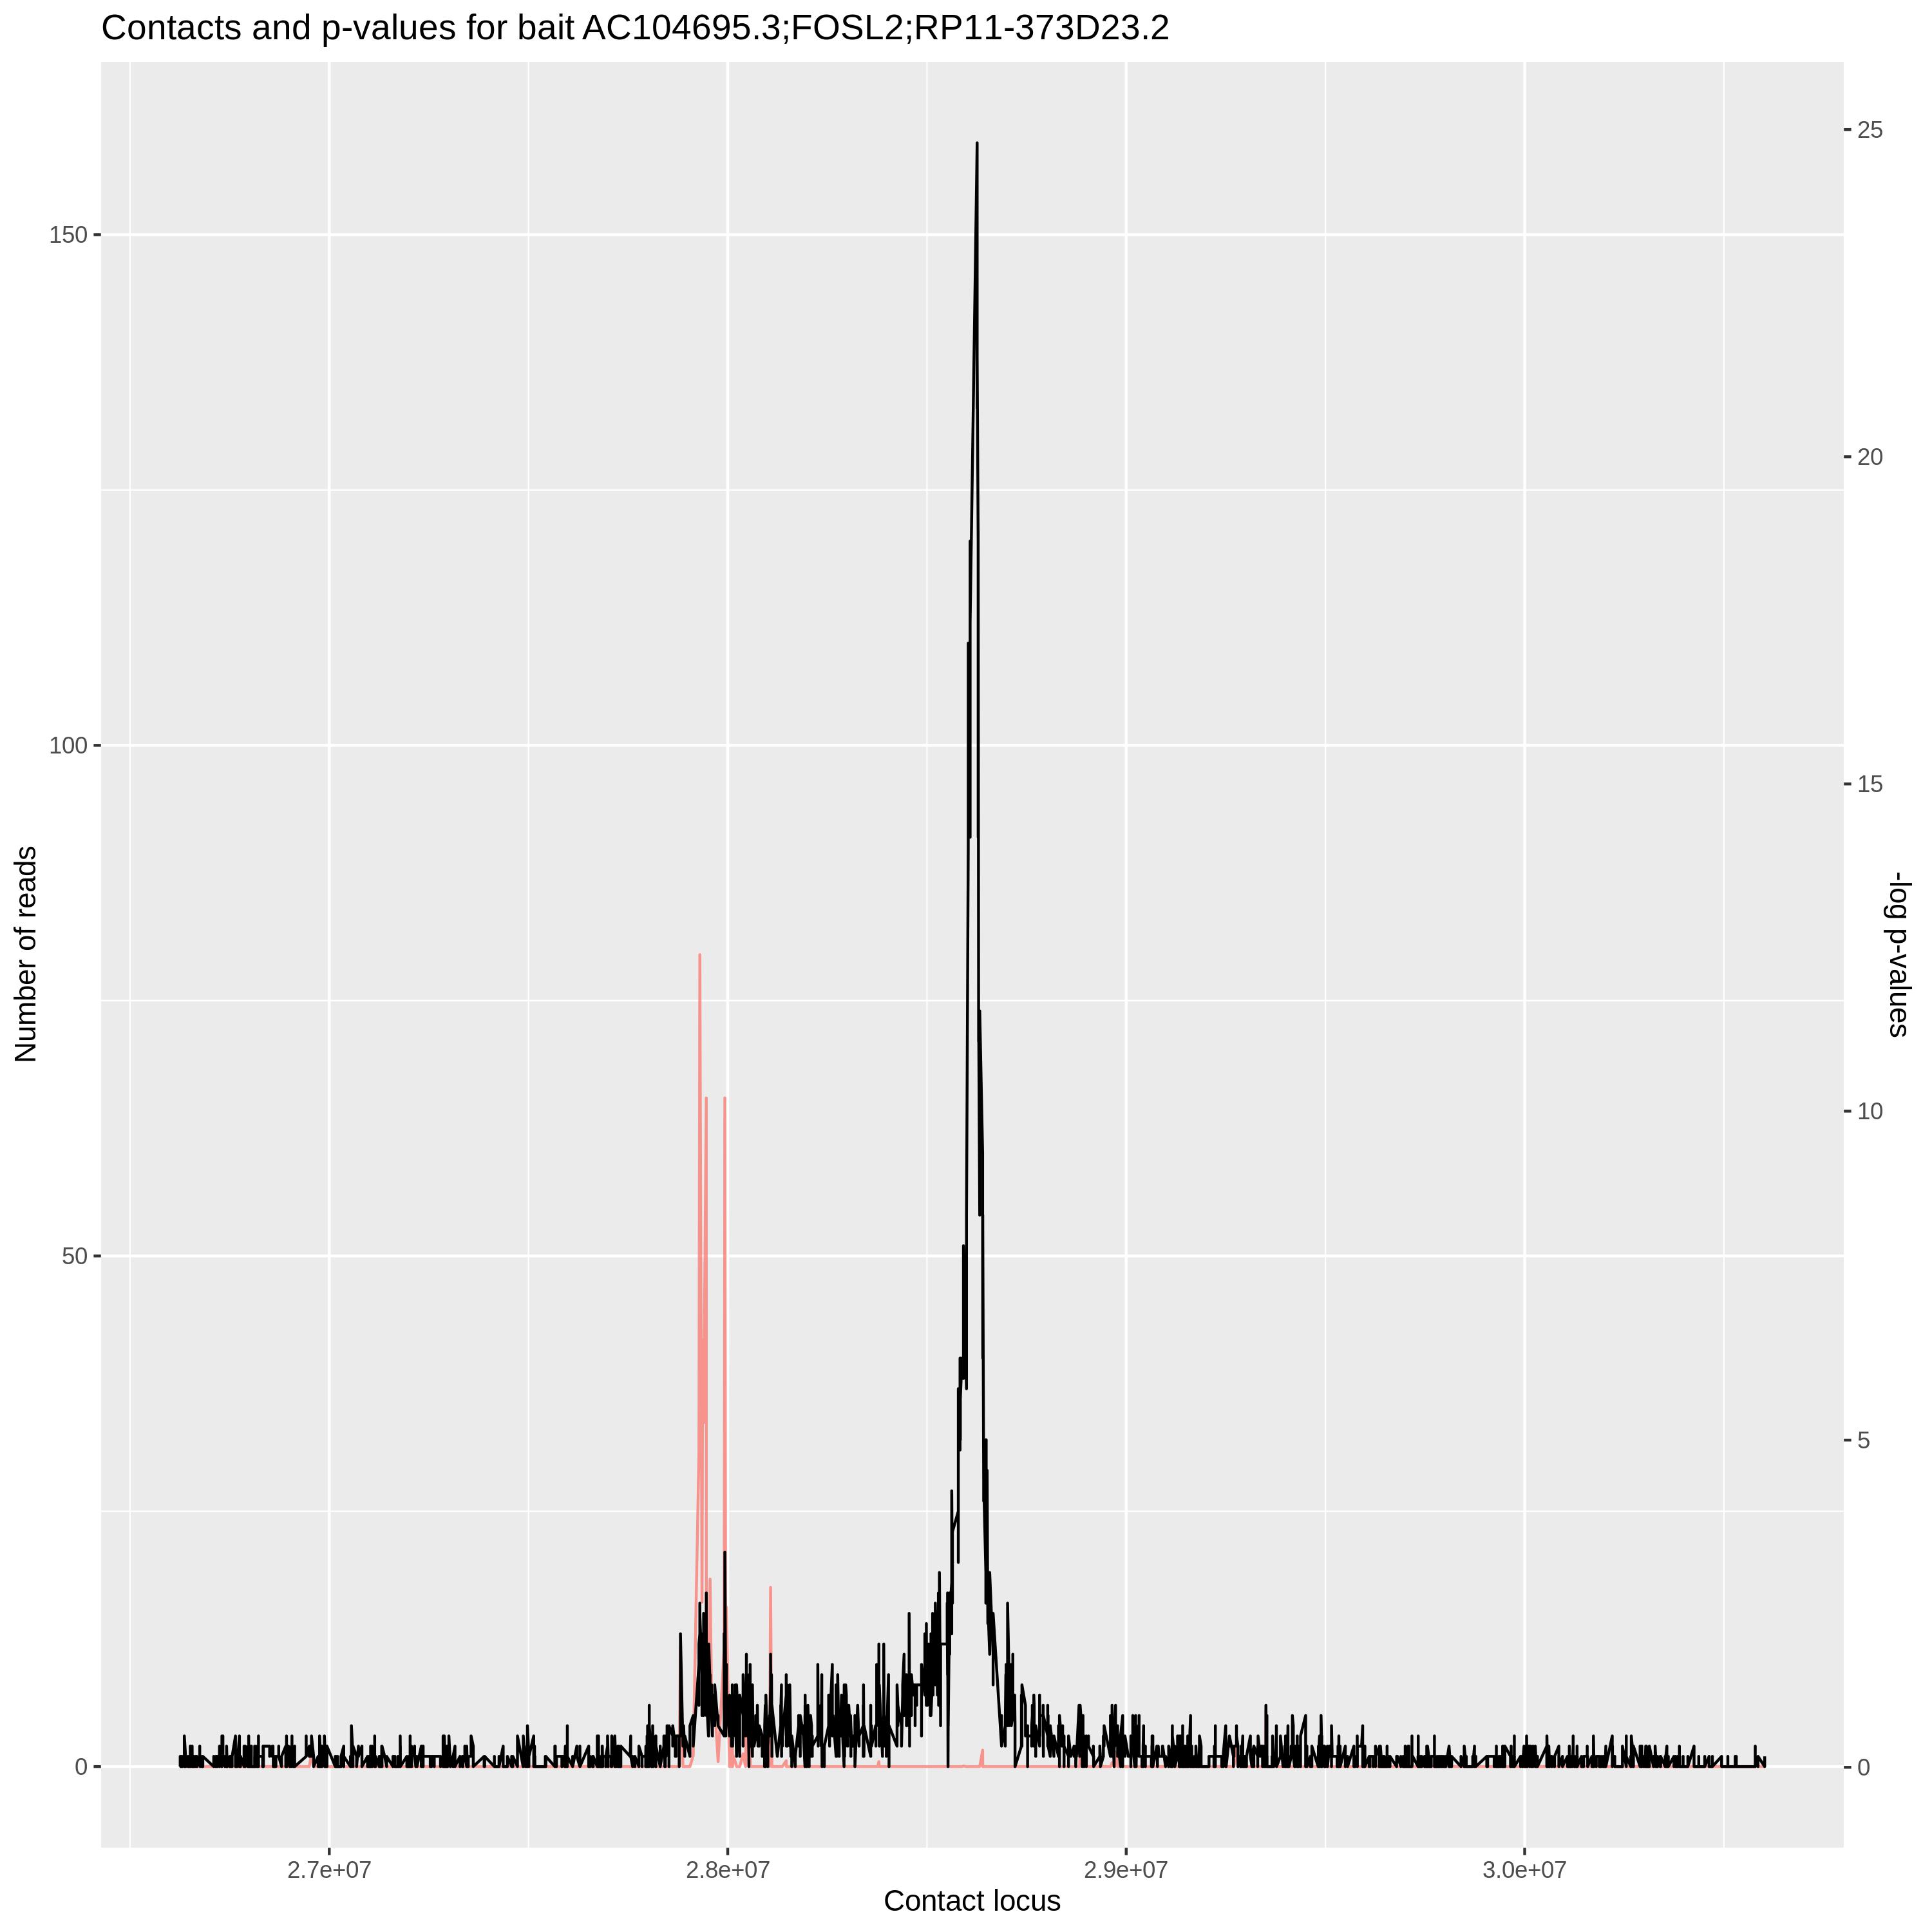 Contacts and p-values for bait AC104695.3;FOSL2;RP11-373D23.2
150
100
50
0
Number of reads
25
20
15
10
5
0
-log p-values
2.7e+07
2.8e+07
2.9e+07
3.0e+07
Contact locus